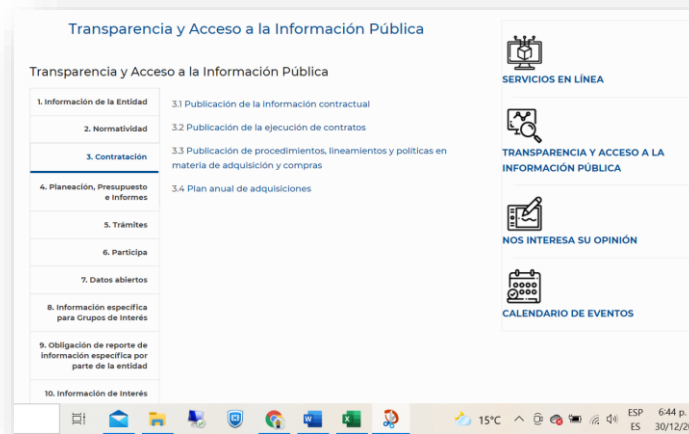 Transparencia y Acceso a la Información Pública
Transparencia y Acceso a la Información Pública
1. Información de la Entidad
2. Normatividad
3. Contratación
4. Planeación, Presupuesto
e Informes
5. Trámites
6. Participa
7. Datos abiertos
8. Información específica
para Grupos de Interés
9. Obligación de reporte de
información específica por
parte de la entidad
10. Información de Interés
3.1 Publicación de la información contractual
3.2 Publicación de la ejecución de contratos
3.3 Publicación de procedimientos, lineamientos y políticas en
materia de adquisición y compras
3.4 Plan anual de adquisiciones
SERVICIOS EN LÍNEA
TRANSPARENCIA Y ACCESO A LA
INFORMACIÓN PÚBLICA
NOS INTERESA SU OPINIÓN
CALENDARIO DE EVENTOS
15°C
ESP
ES
6:44 p.
30/12/20